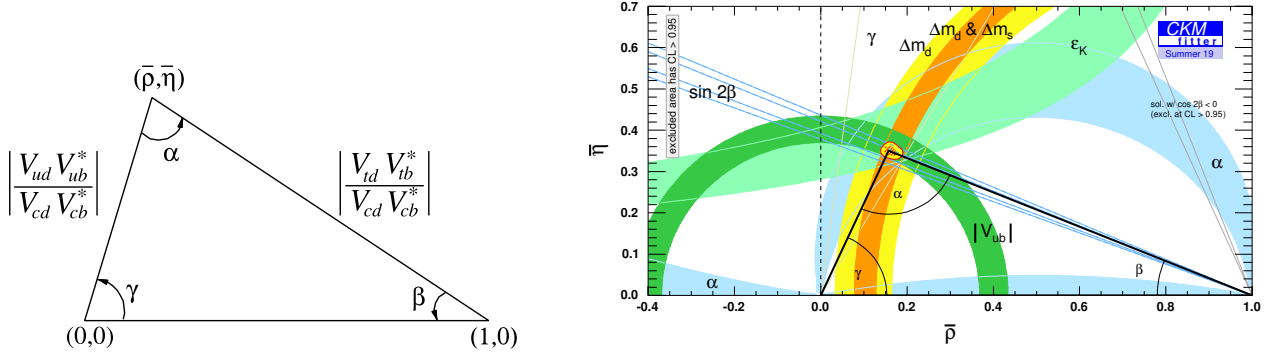 (ρ̅,η̅)
α
|V_ud V_ub^*|
|V_cd V_cb^*|
|V_td V_tb^*|
|V_cd V_cb^*|
γ
β
(0,0)
(1,0)
0.7
0.6
0.5
0.4
0.3
0.2
0.1
0.0
η̅
-0.4
-0.2
0.0
0.2
0.4
0.6
0.8
1.0
ρ̅
excluded area has CL > 0.95
γ
Δm_d
Δm_d & Δm_s
ε_K
CKM
fitter
Summer 19
sin 2β
sol. w/ cos 2β < 0
(excl. at CL > 0.95)
α
α
|V_ub|
α
γ
β